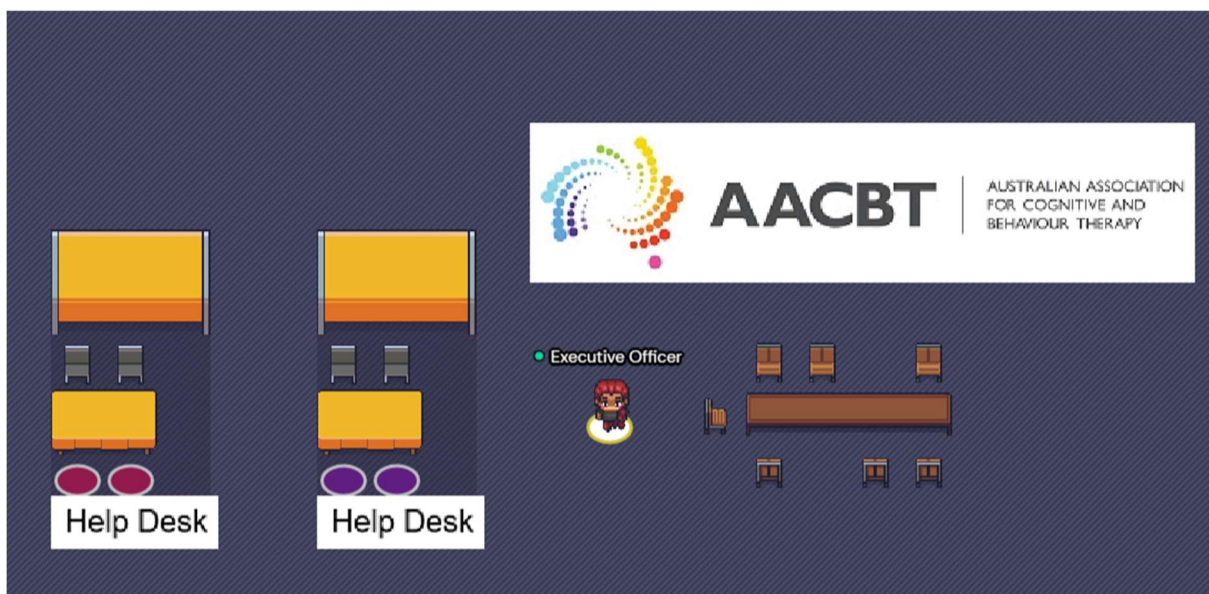 AACBT
AUSTRALIAN ASSOCIATION
FOR COGNITIVE AND
BEHAVIOUR THERAPY
Executive Officer
Help Desk
Help Desk